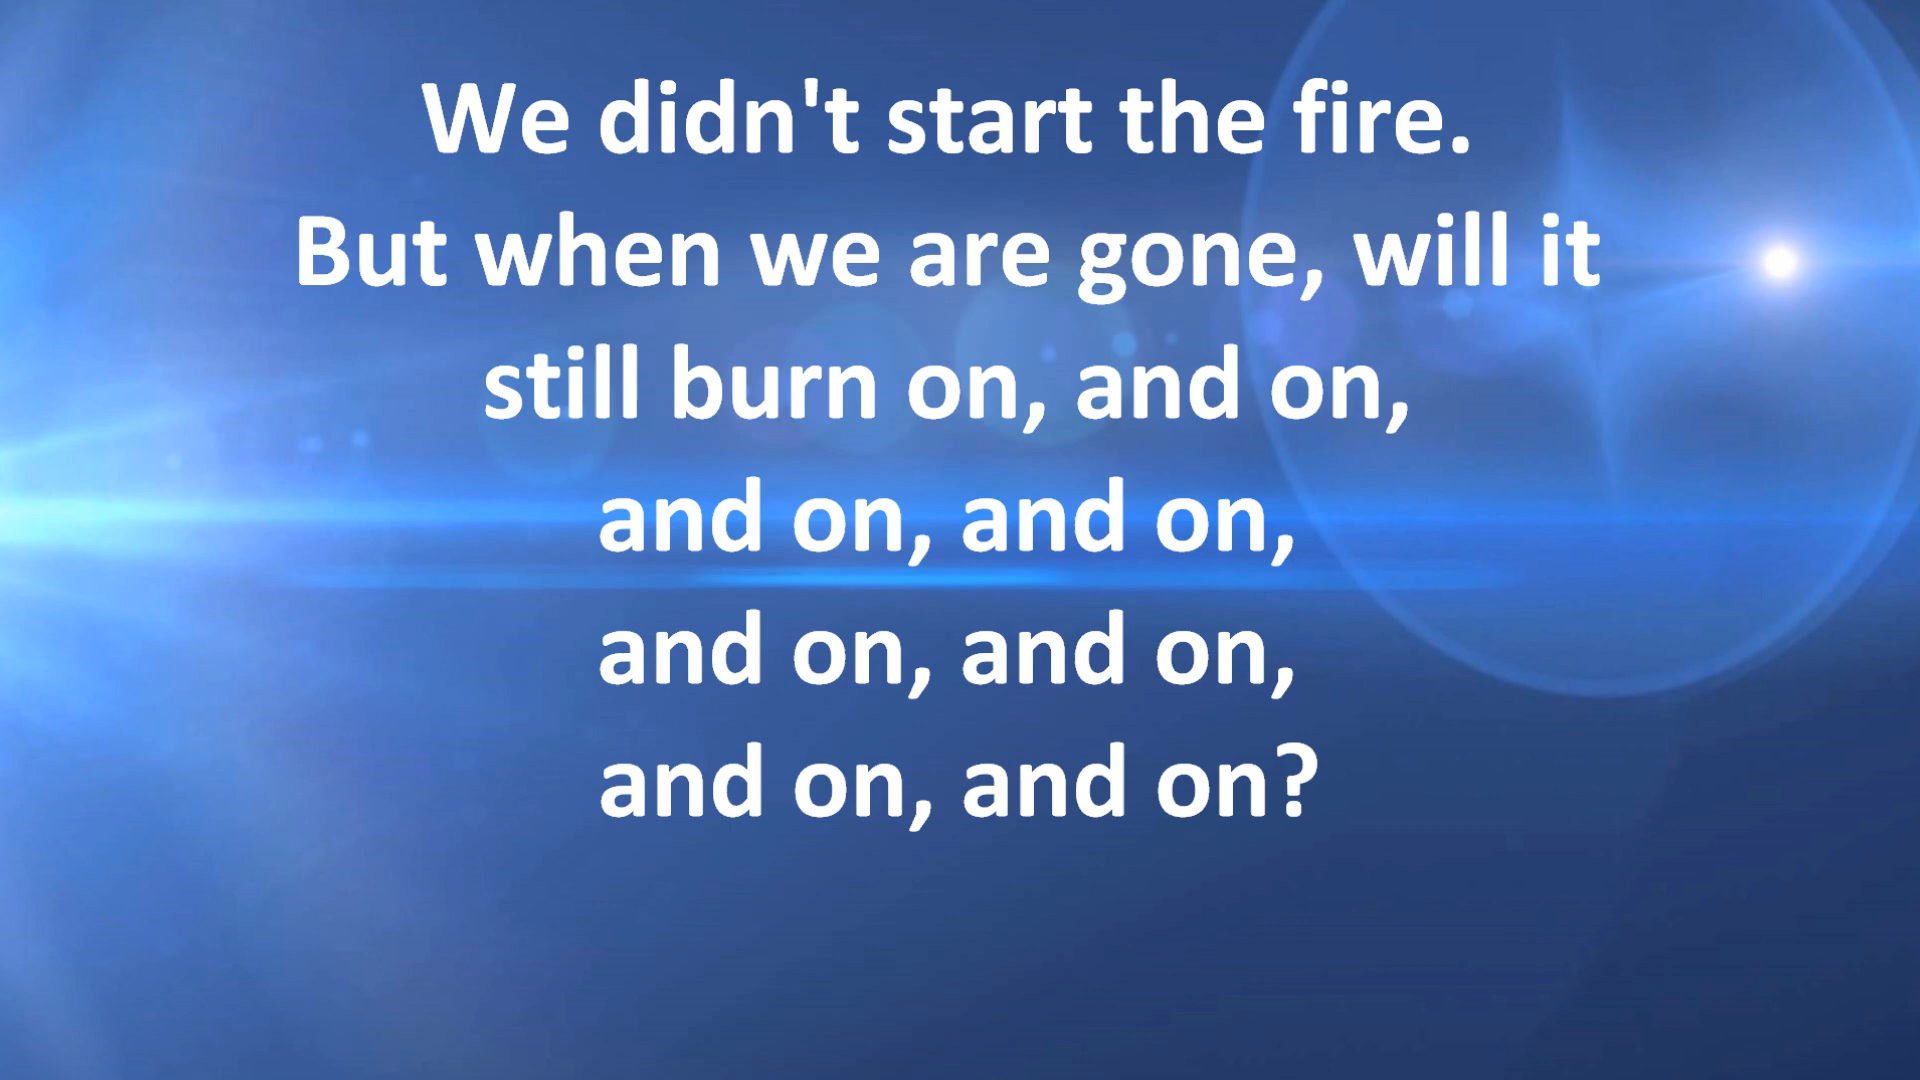 We didn't start the fire.
But when we are gone, will it
still burn on, and on,
and on, and on,
and on, and on,
and on, and on?